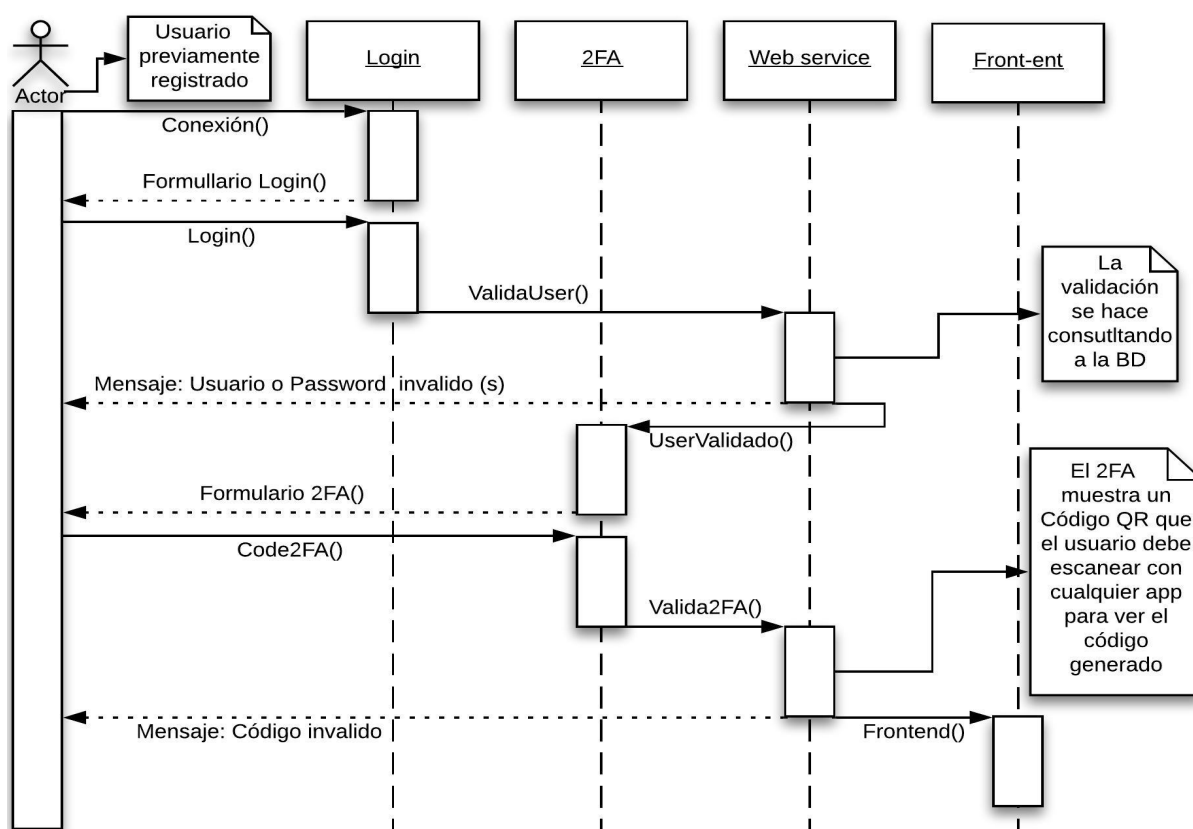 Usuario
previamente
registrado
Login
2FA
Web service
Front-ent
Actor
Conexión()
Formullario Login()
Login()
La
validación
se hace
consutltando
a la BD
ValidaUser()
Mensaje: Usuario o Password invalido (s)
UserValidado()
El 2FA
muestra un
Código QR que
el usuario debe
escanear con
cualquier app
para ver el
código
generado
Formulario 2FA()
Code2FA()
Valida2FA()
Mensaje: Código invalido
Frontend()